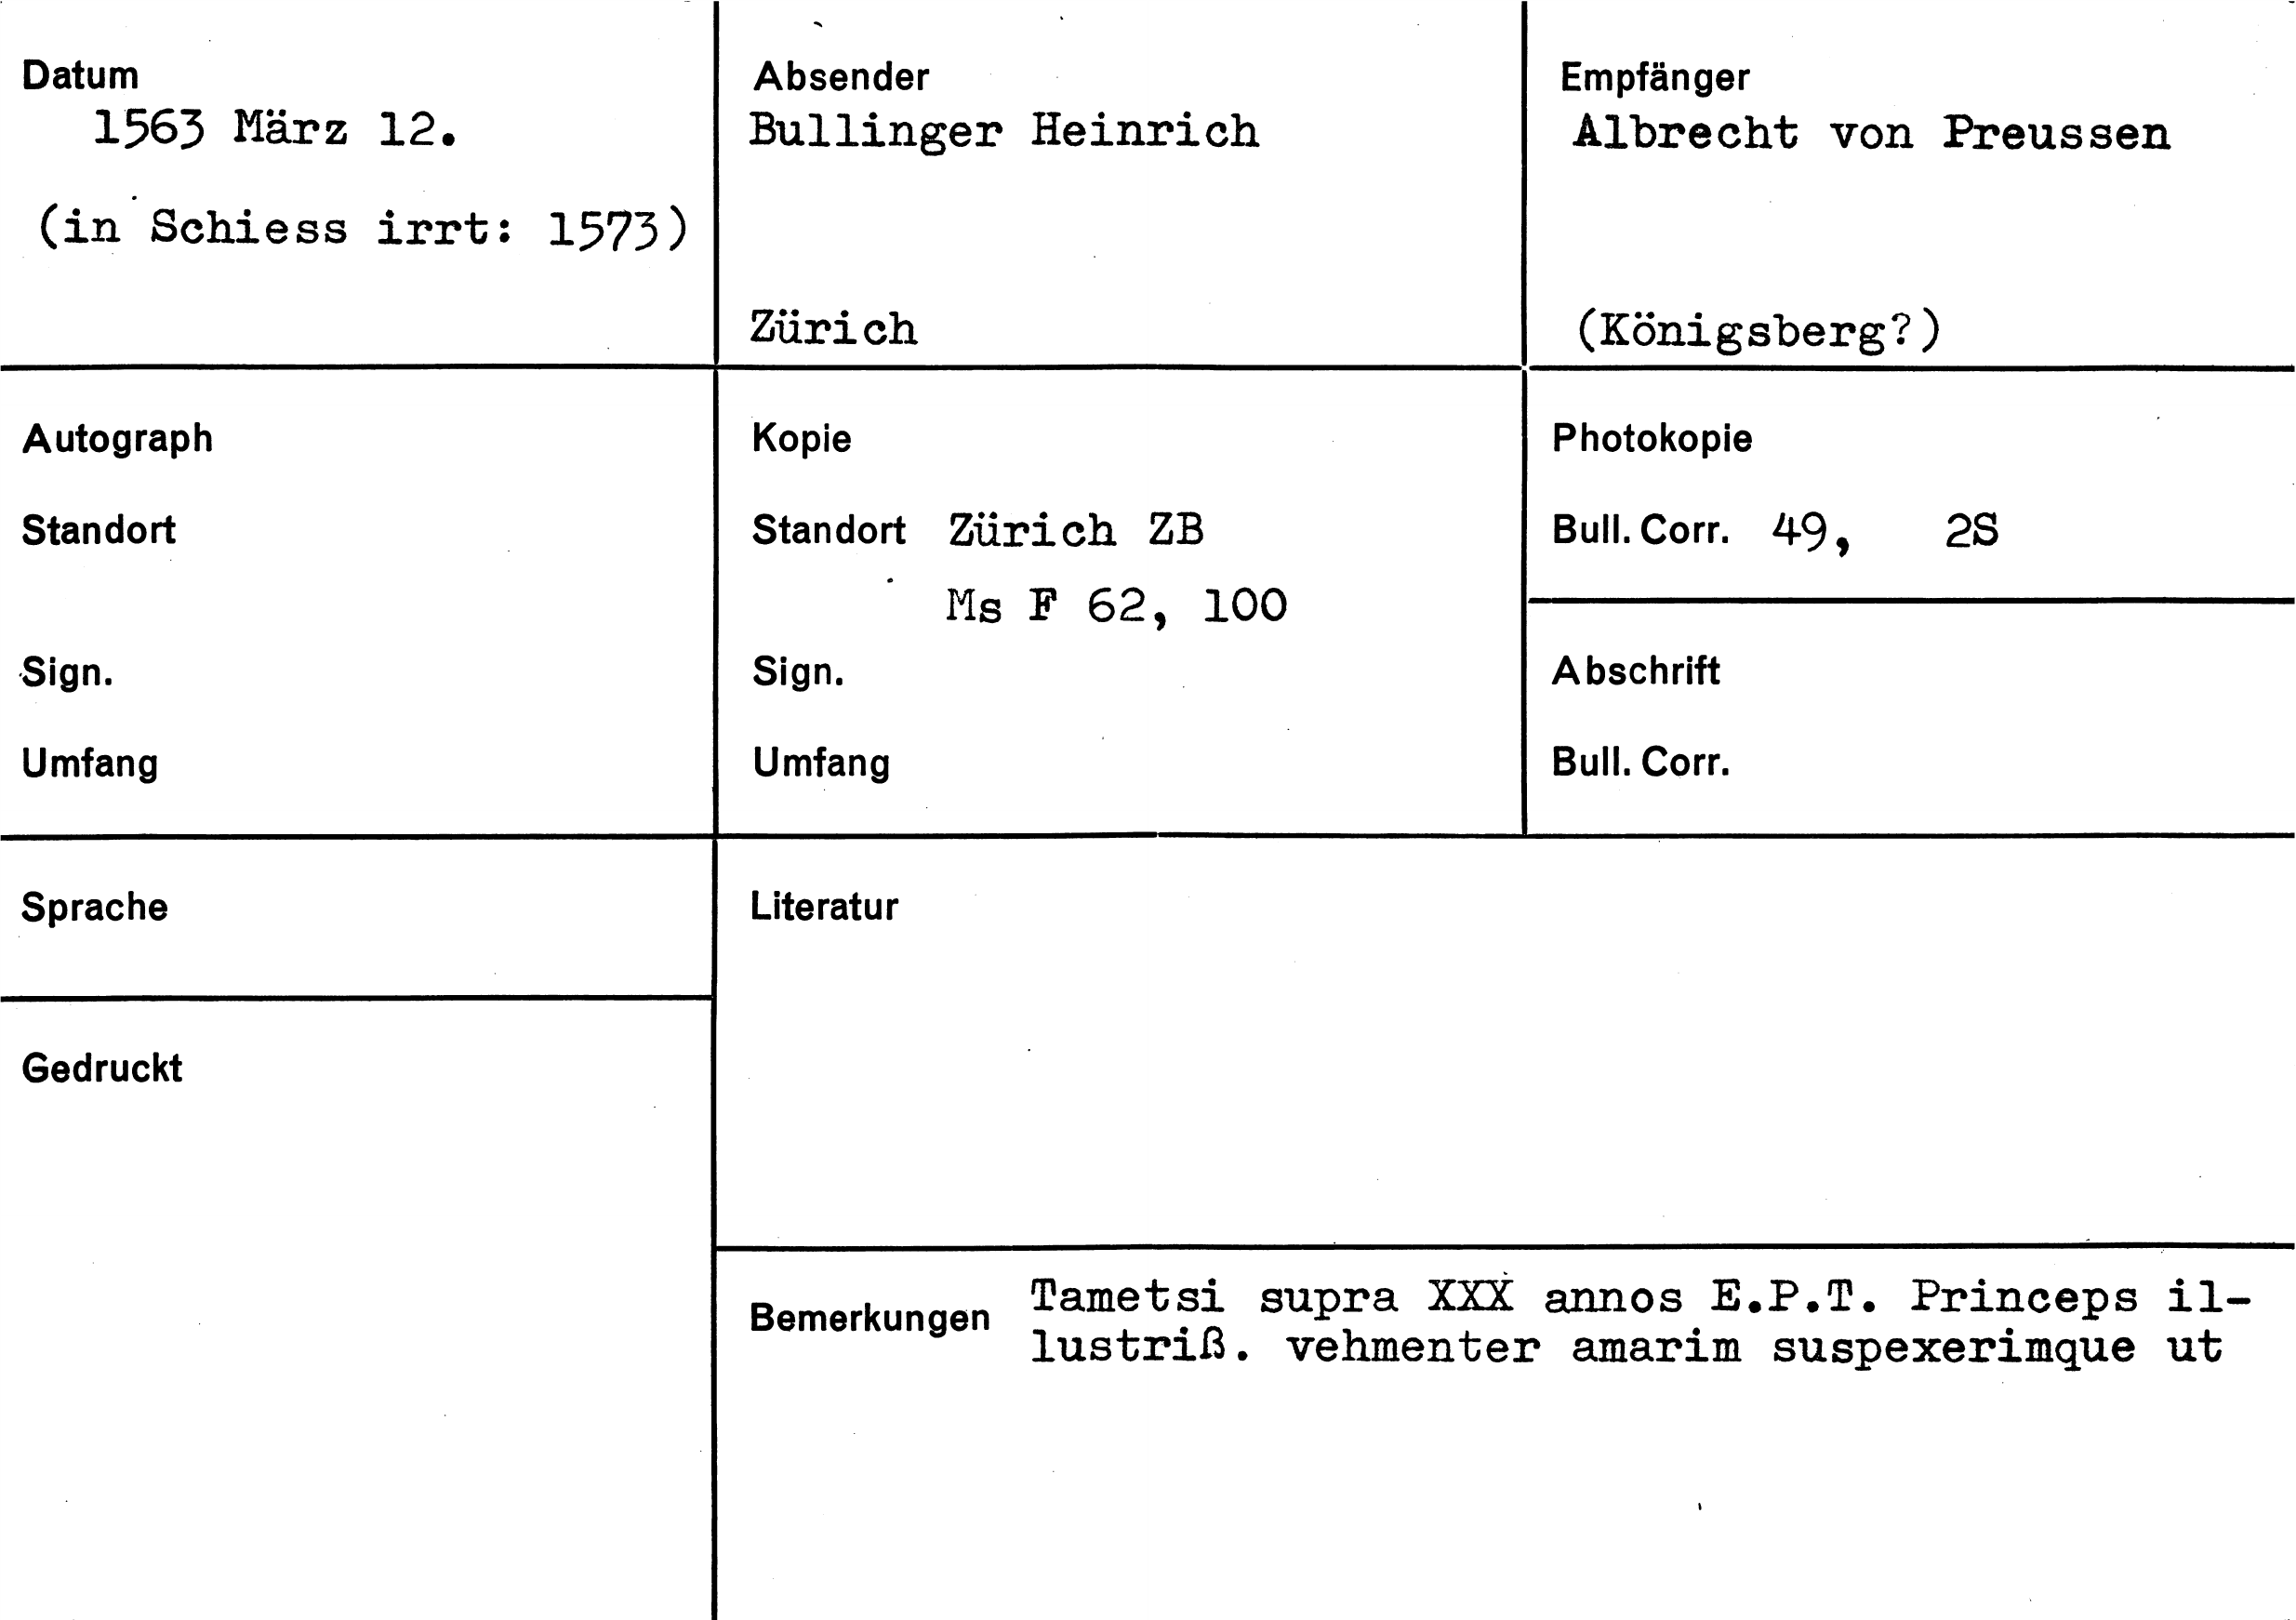 Datum
1563 März 12.
(in Schiess irrt: 1573)
Absender
Bullinger Heinrich
Zürich
Empfänger
Albrecht von Preussen
(Königsberg?)
Autograph
Standort
Sign.
Umfang
Kopie
Standort Zürich ZB
Ms F 62, 100
Sign.
Umfang
Photokopie
Bull. Corr. 49, 2S
Abschrift
Bull. Corr.
Sprache
Gedruckt
Literatur
Bemerkungen
Tametsi supra XXX annos E.P.T. Princeps il-
lustriß. vehmenter amarim suspexerimque ut